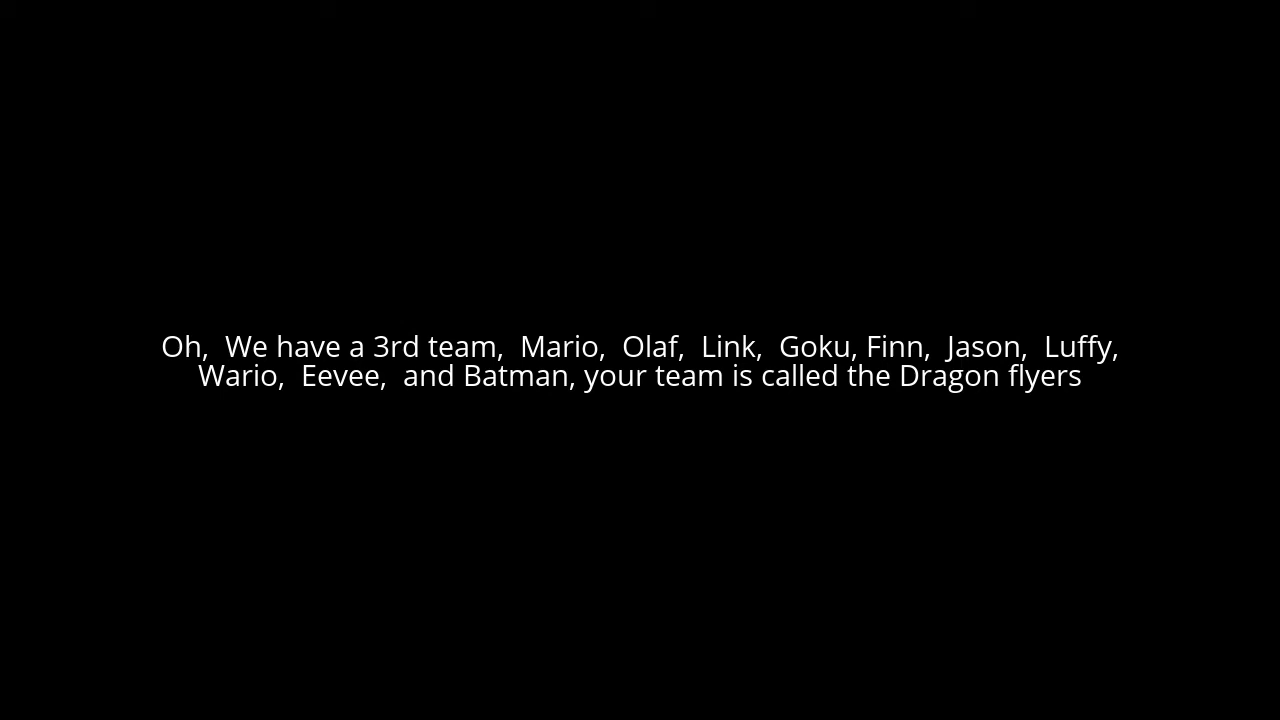 Oh,  We have a 3rd team,  Mario,  Olaf,  Link,  Goku, Finn,  Jason,  Luffy,
Wario,  Eevee,  and Batman, your team is called the Dragon flyers